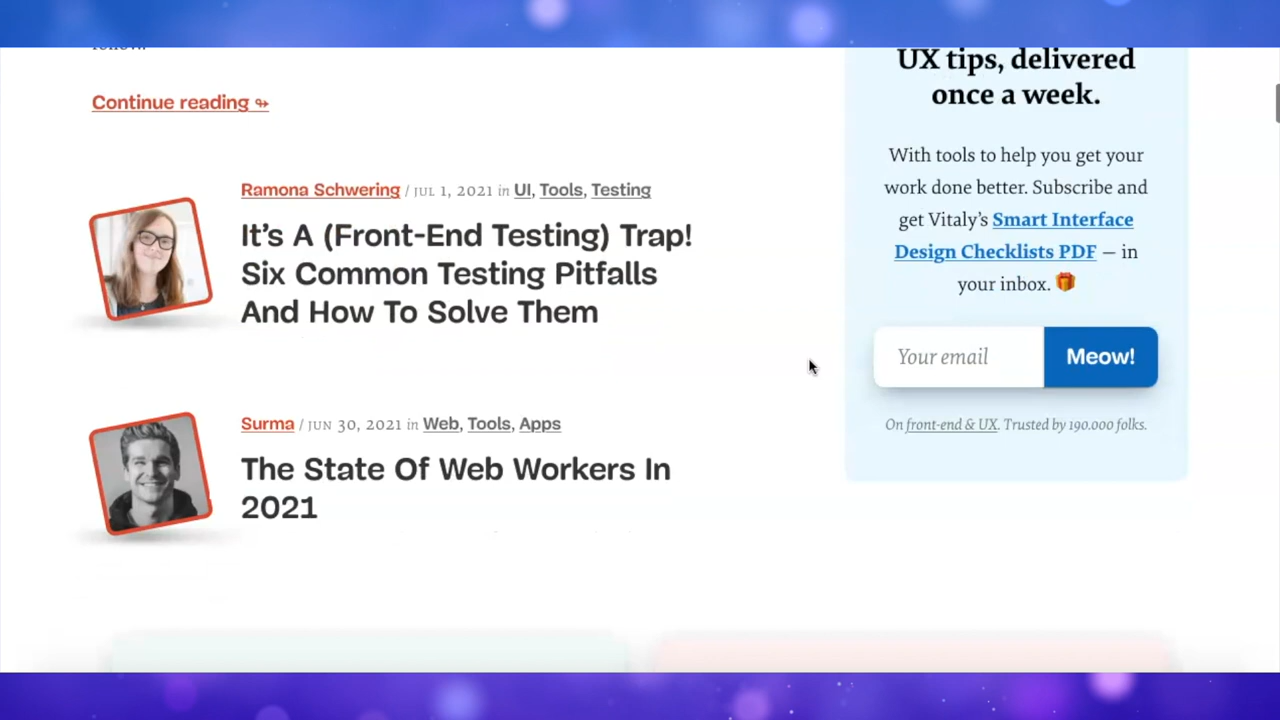 Continue reading ↬
Ramona Schwering / JUL 1, 2021 in UI, Tools, Testing
It's A (Front-End Testing) Trap!
Six Common Testing Pitfalls
And How To Solve Them
Surma / JUN 30, 2021 in Web, Tools, Apps
The State Of Web Workers In
2021
UX tips, delivered
once a week.
With tools to help you get your
work done better. Subscribe and
get Vitaly's Smart Interface
Design Checklists PDF — in
your inbox. 🎁
Your email
Meow!
On front-end & UX. Trusted by 190.000 folks.